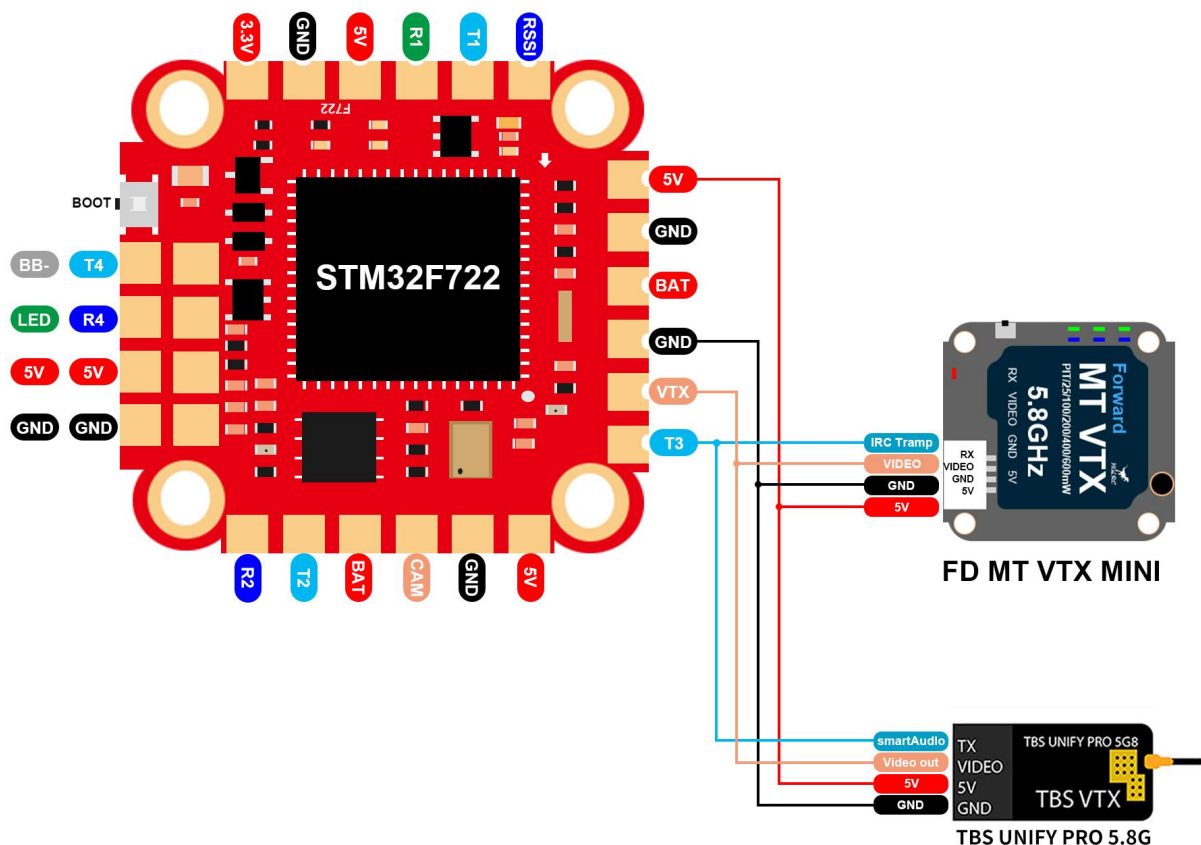 3.3V
GND
5V
R1
T1
RSSI
F722
BOOT
BB-
T4
LED
R4
5V
5V
GND
GND
STM32F722
5V
GND
BAT
GND
VTX
T3
R2
T2
BAT
CAM
GND
5V
IRC Tramp
VIDEO
GND
5V
RX
VIDEO
GND
5V
Forward
MT VTX
PIT/25/100/200/400/600mW
5.8GHz
RX VIDEO GND 5V
FD MT VTX MINI
smartAudio
Video out
5V
GND
TX
VIDEO
5V
GND
TBS UNIFY PRO 5G8
TBS VTX
TBS UNIFY PRO 5.8G